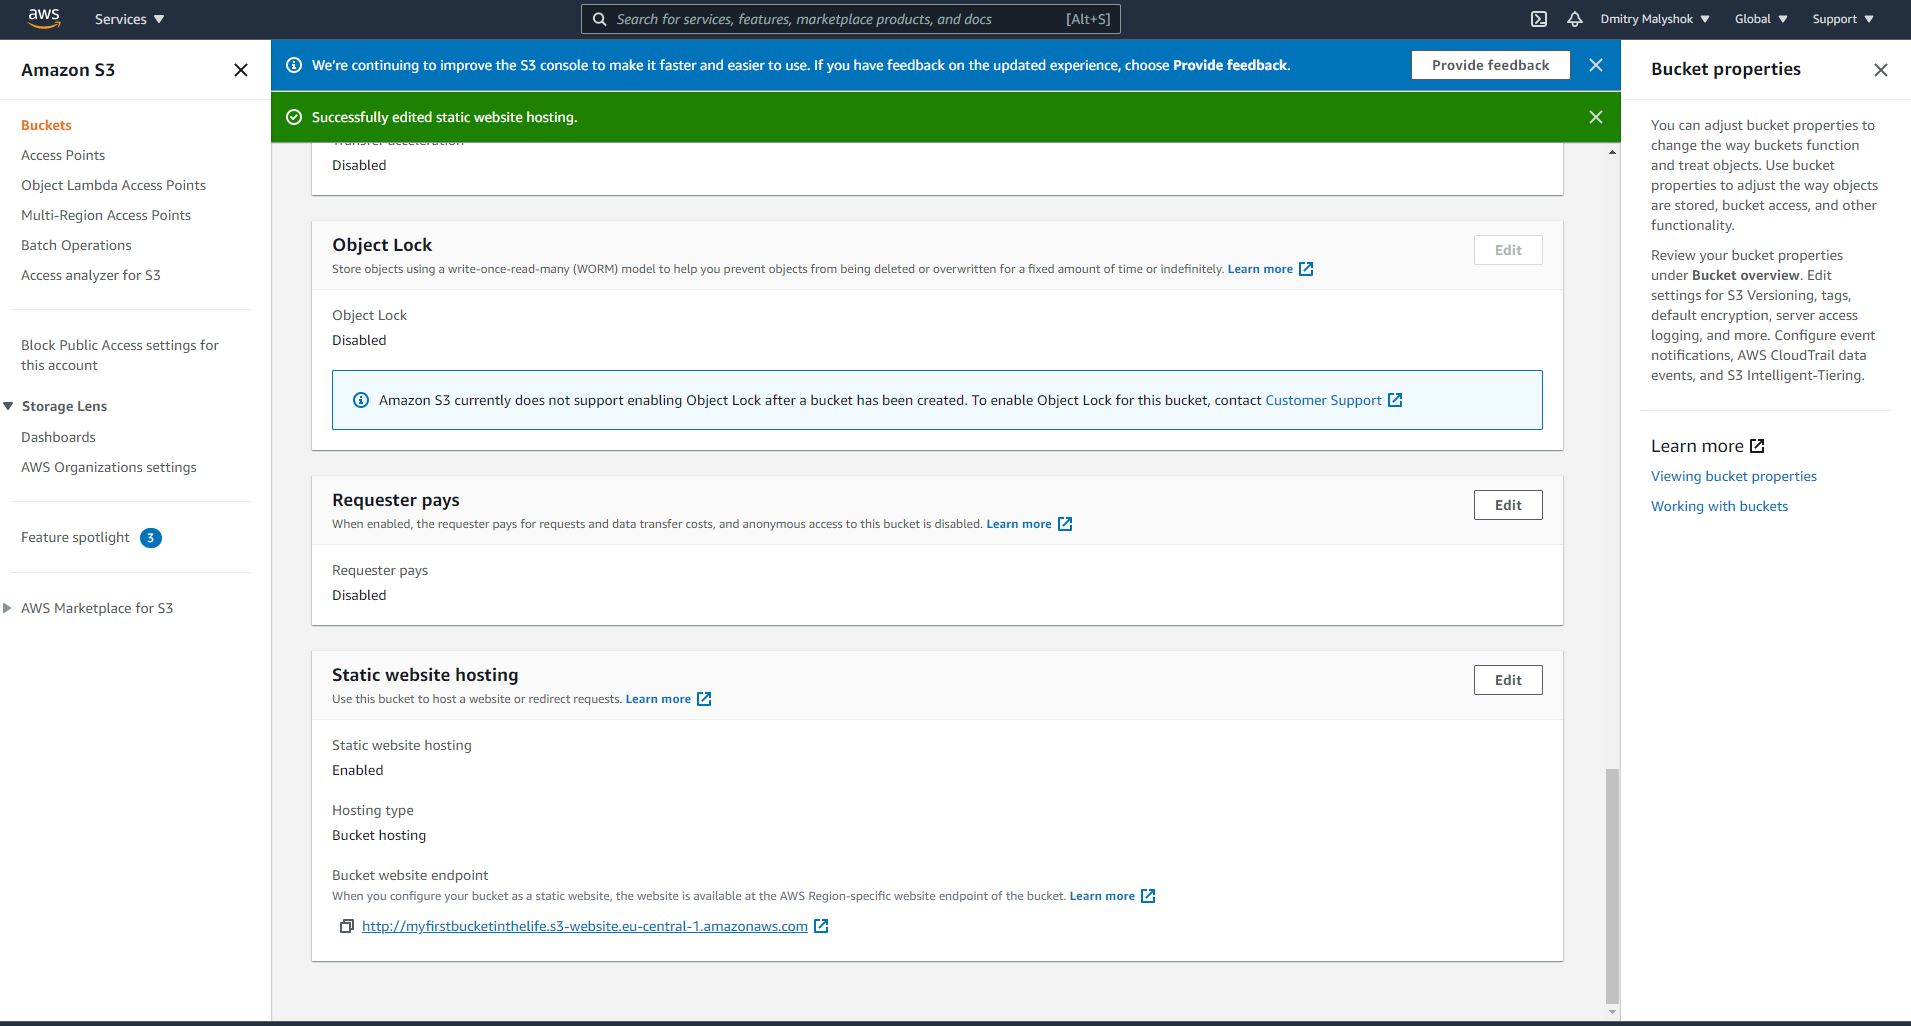 aws
Services
Search for services, features, marketplace products, and docs
[Alt+S]
Dmitry Malyshok
Global
Support
Amazon S3
Buckets
Access Points
Object Lambda Access Points
Multi-Region Access Points
Batch Operations
Access analyzer for S3
Block Public Access settings for
this account
Storage Lens
Dashboards
AWS Organizations settings
Feature spotlight 3
AWS Marketplace for S3
We're continuing to improve the S3 console to make it faster and easier to use. If you have feedback on the updated experience, choose Provide feedback.
Provide feedback
Successfully edited static website hosting.
Transfer acceleration
Disabled
Object Lock
Edit
Store objects using a write-once-read-many (WORM) model to help you prevent objects from being deleted or overwritten for a fixed amount of time or indefinitely. Learn more
Object Lock
Disabled
Amazon S3 currently does not support enabling Object Lock after a bucket has been created. To enable Object Lock for this bucket, contact Customer Support
Requester pays
Edit
When enabled, the requester pays for requests and data transfer costs, and anonymous access to this bucket is disabled. Learn more
Requester pays
Disabled
Static website hosting
Edit
Use this bucket to host a website or redirect requests. Learn more
Static website hosting
Enabled
Hosting type
Bucket hosting
Bucket website endpoint
When you configure your bucket as a static website, the website is available at the AWS Region-specific website endpoint of the bucket. Learn more
http://myfirstbucketinthelife.s3-website.eu-central-1.amazonaws.com
Bucket properties
You can adjust bucket properties to
change the way buckets function
and treat objects. Use bucket
properties to adjust the way objects
are stored, bucket access, and other
functionality.
Review your bucket properties
under Bucket overview. Edit
settings for S3 Versioning, tags,
default encryption, server access
logging, and more. Configure event
notifications, AWS CloudTrail data
events, and S3 Intelligent-Tiering.
Learn more
Viewing bucket properties
Working with buckets